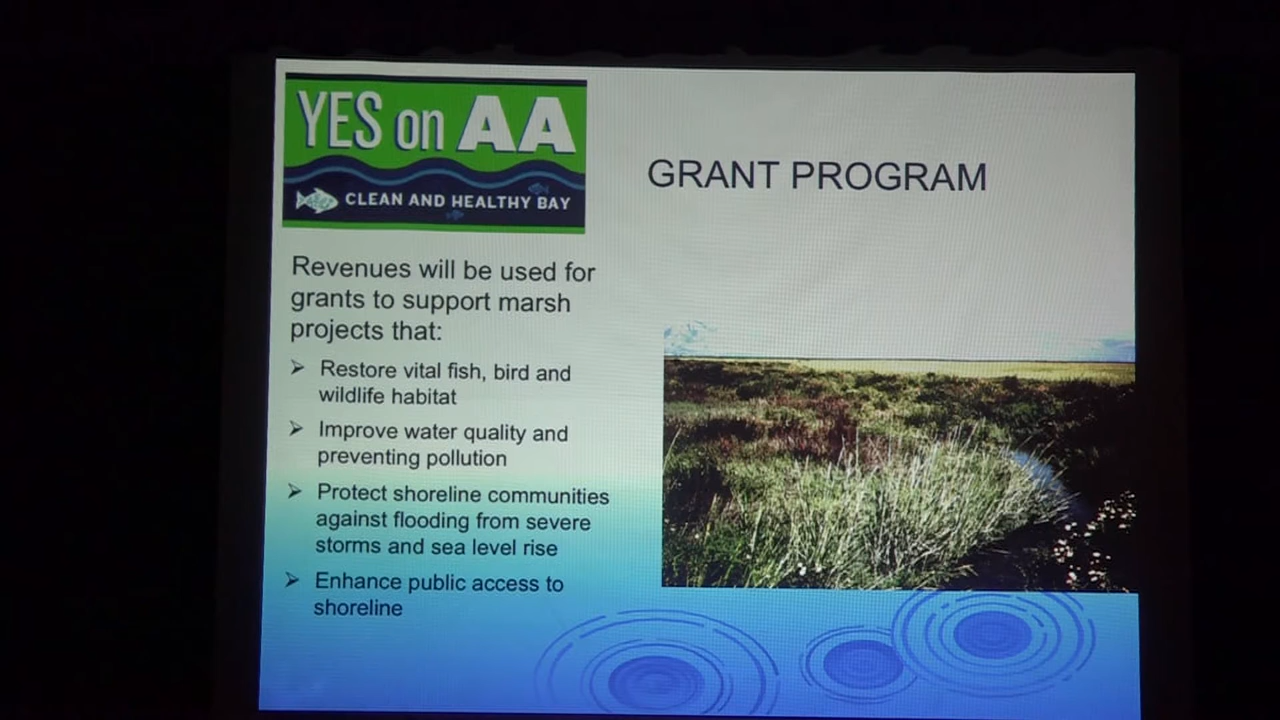 YES on AA
CLEAN AND HEALTHY BAY
GRANT PROGRAM
Revenues will be used for
grants to support marsh
projects that:
Restore vital fish, bird and
wildlife habitat
Improve water quality and
preventing pollution
Protect shoreline communities
against flooding from severe
storms and sea level rise
Enhance public access to
shoreline